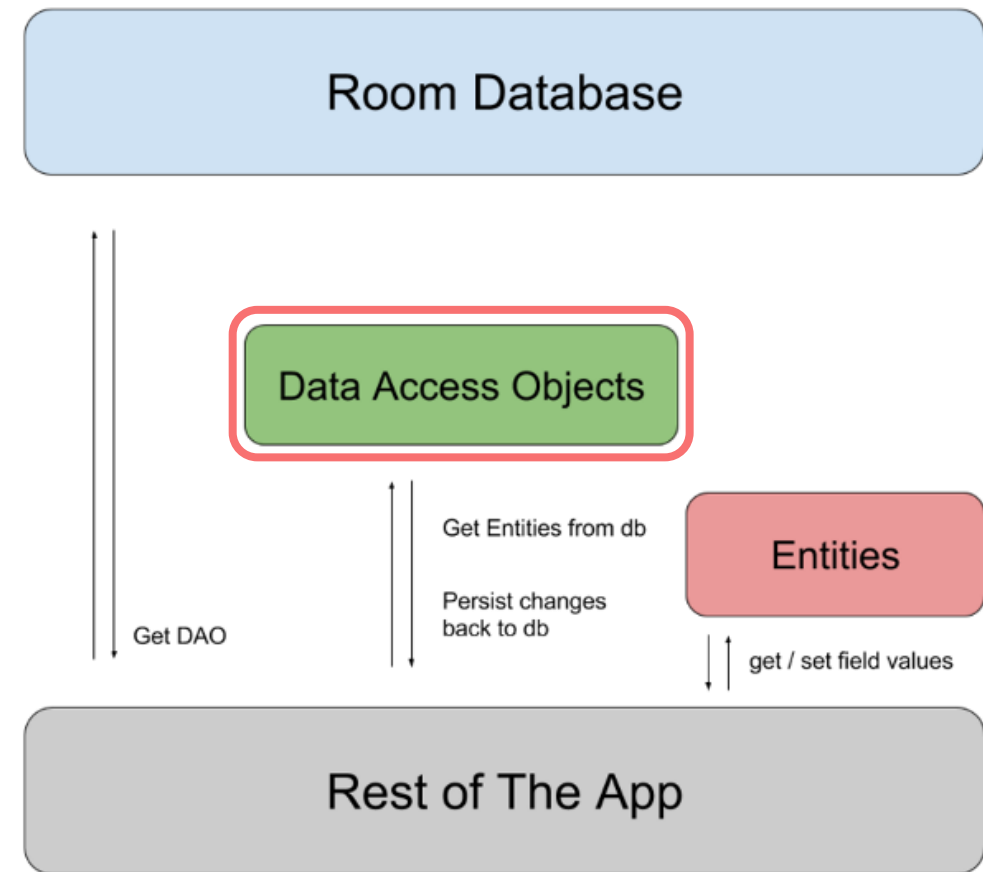 Room Database
Data Access Objects
Get Entities from db
Entities
Persist changes
back to db
Get DAO
get / set field values
Rest of The App